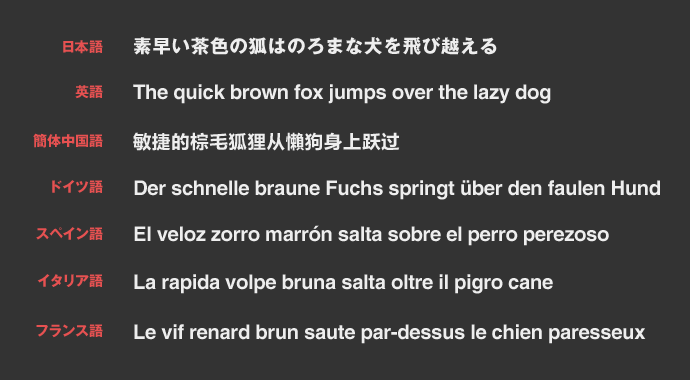 日本語 素早い茶色の狐はのろまな犬を飛び越える
英語 The quick brown fox jumps over the lazy dog
簡体中国語 敏捷的棕毛狐狸从懒狗身上跃过
ドイツ語 Der schnelle braune Fuchs springt über den faulen Hund
スペイン語 El veloz zorro marrón salta sobre el perro perezoso
イタリア語 La rapida volpe bruna salta oltre il pigro cane
フランス語 Le vif renard brun saute par-dessus le chien paresseux